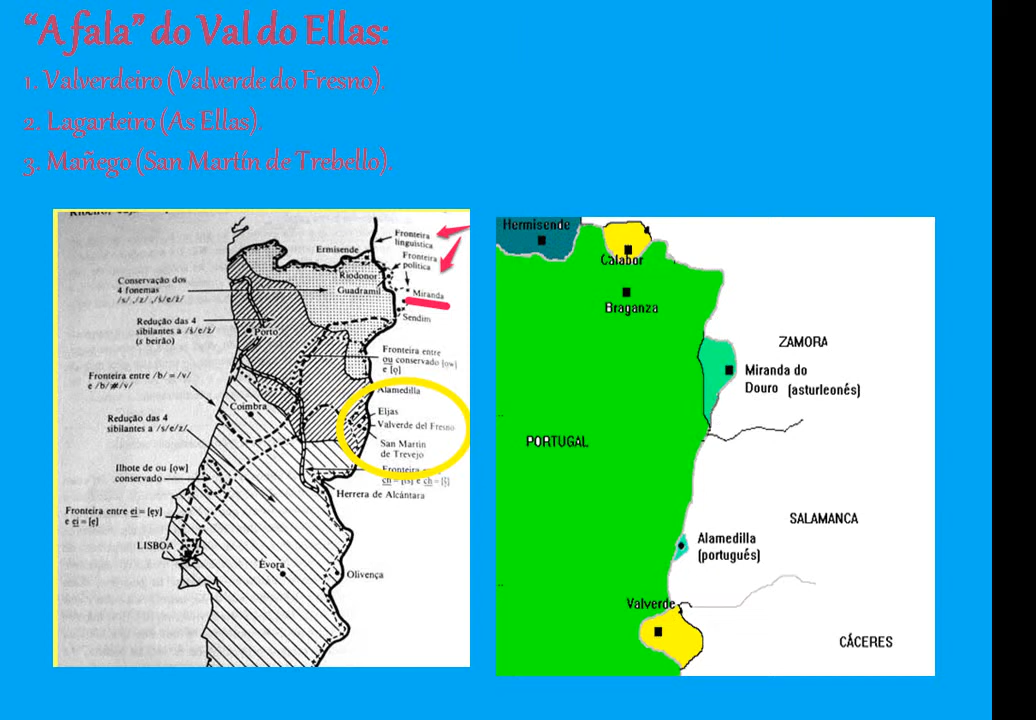 “A fala” do Val do Ellas:
1. Valverdeiro (Valverde do Fresno).
2. Lagarteiro (As Ellas).
3. Mañego (San Martín de Trebello).
Fronteira
linguística
Ermisende
Fronteira
política
Riodonor
Conservação dos
4 fonemas
/s/, /z/, /ś/e/ź/
Guadramil
Miranda
Sendim
Redução das 4
sibilantes a /ś/e/ź/
(s beirão)
Porto
Fronteira entre
ou conservado [ow]
e [ọ]
Fronteira entre /b/ = /v/
e /b/≠/v/
Alamedilla
Coimbra
Eljas
Valverde del Fresno
Redução das 4
sibilantes a /s/e/z/
San Martin
de Trevejo
Ilhote de ou [ow]
conservado
Fronteira
Herrera de Alcántara
Fronteira entre ei = [ẹy]
e ei = [ẹ]
LISBOA
Évora
Olivença
Hermisende
Calabor
Braganza
ZAMORA
Miranda do
Douro (asturleonés)
PORTUGAL
SALAMANCA
Alamedilla
(portugués)
Valverde
CÁCERES